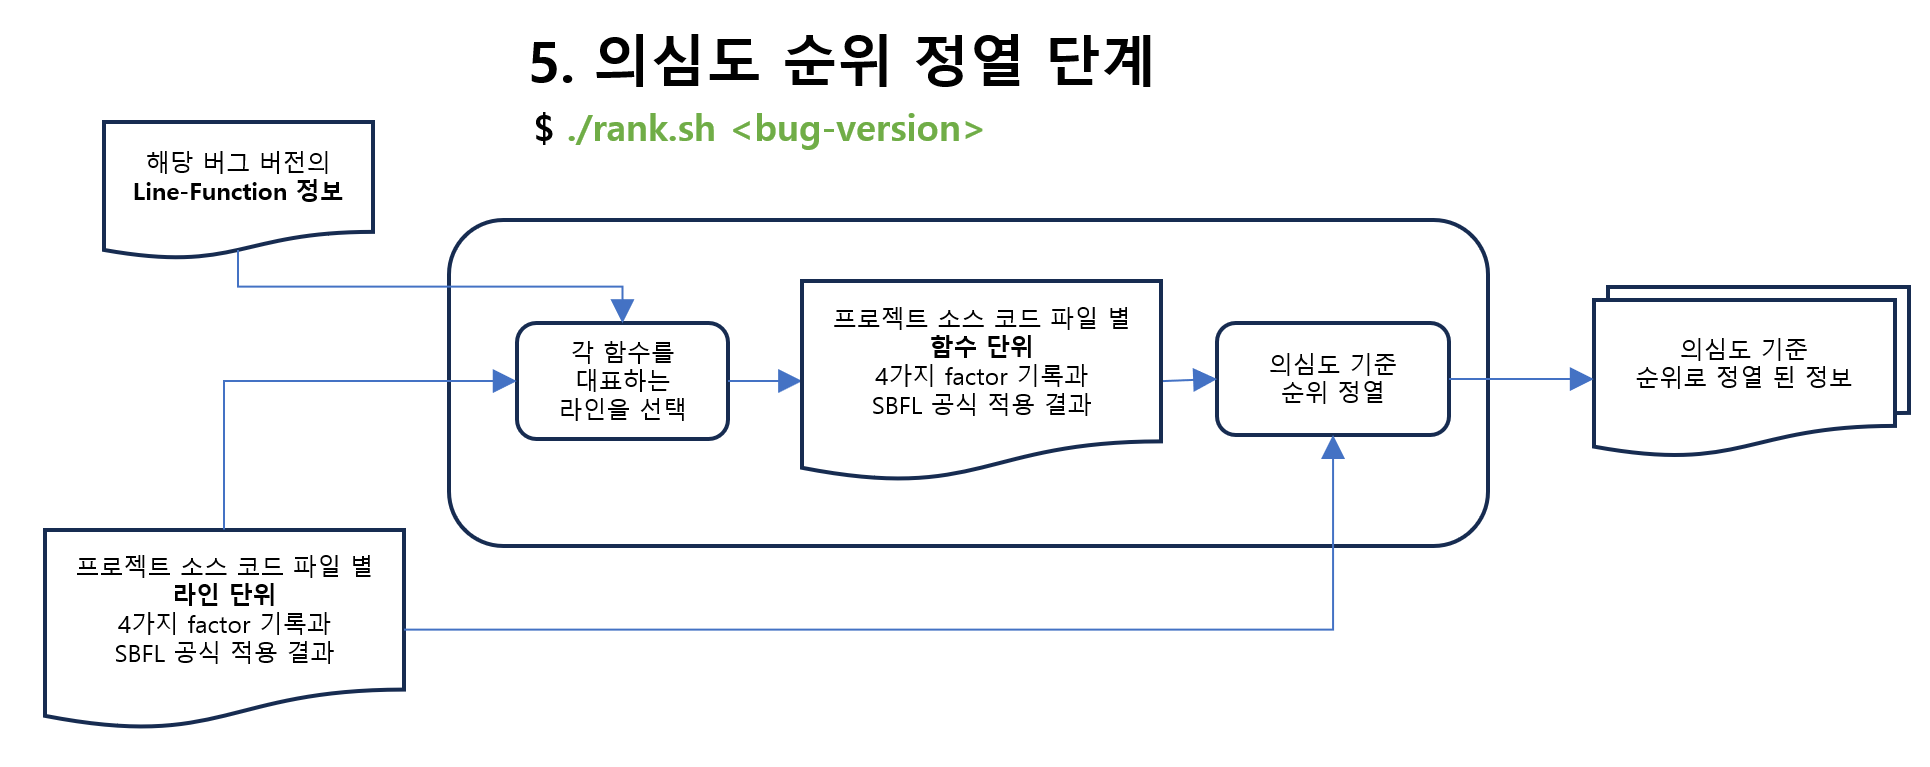 5. 의심도 순위 정렬 단계
$ ./rank.sh <bug-version>
해당 버그 버전의
Line-Function 정보
각 함수를
대표하는
라인을 선택
프로젝트 소스 코드 파일 별
함수 단위
4가지 factor 기록과
SBFL 공식 적용 결과
의심도 기준
순위 정렬
의심도 기준
순위로 정렬 된 정보
프로젝트 소스 코드 파일 별
라인 단위
4가지 factor 기록과
SBFL 공식 적용 결과